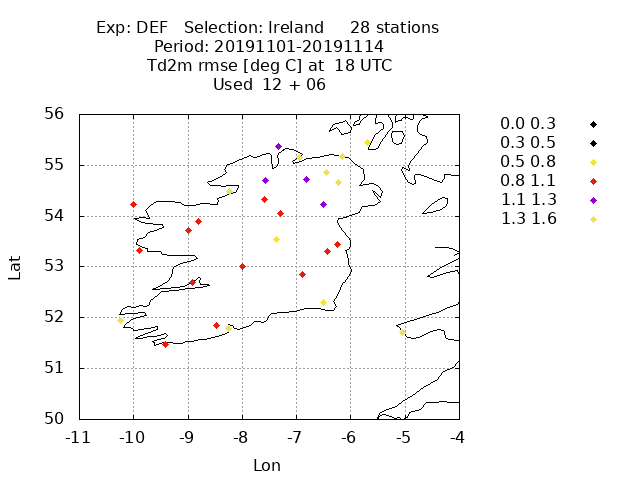 Exp: DEF   Selection: Ireland     28 stations
Period: 20191101-20191114
Td2m rmse [deg C] at  18 UTC
Used  12 + 06
56
55
54
53
52
51
50
Lat
-11 -10 -9 -8 -7 -6 -5 -4
Lon
0.0 0.3
0.3 0.5
0.5 0.8
0.8 1.1
1.1 1.3
1.3 1.6